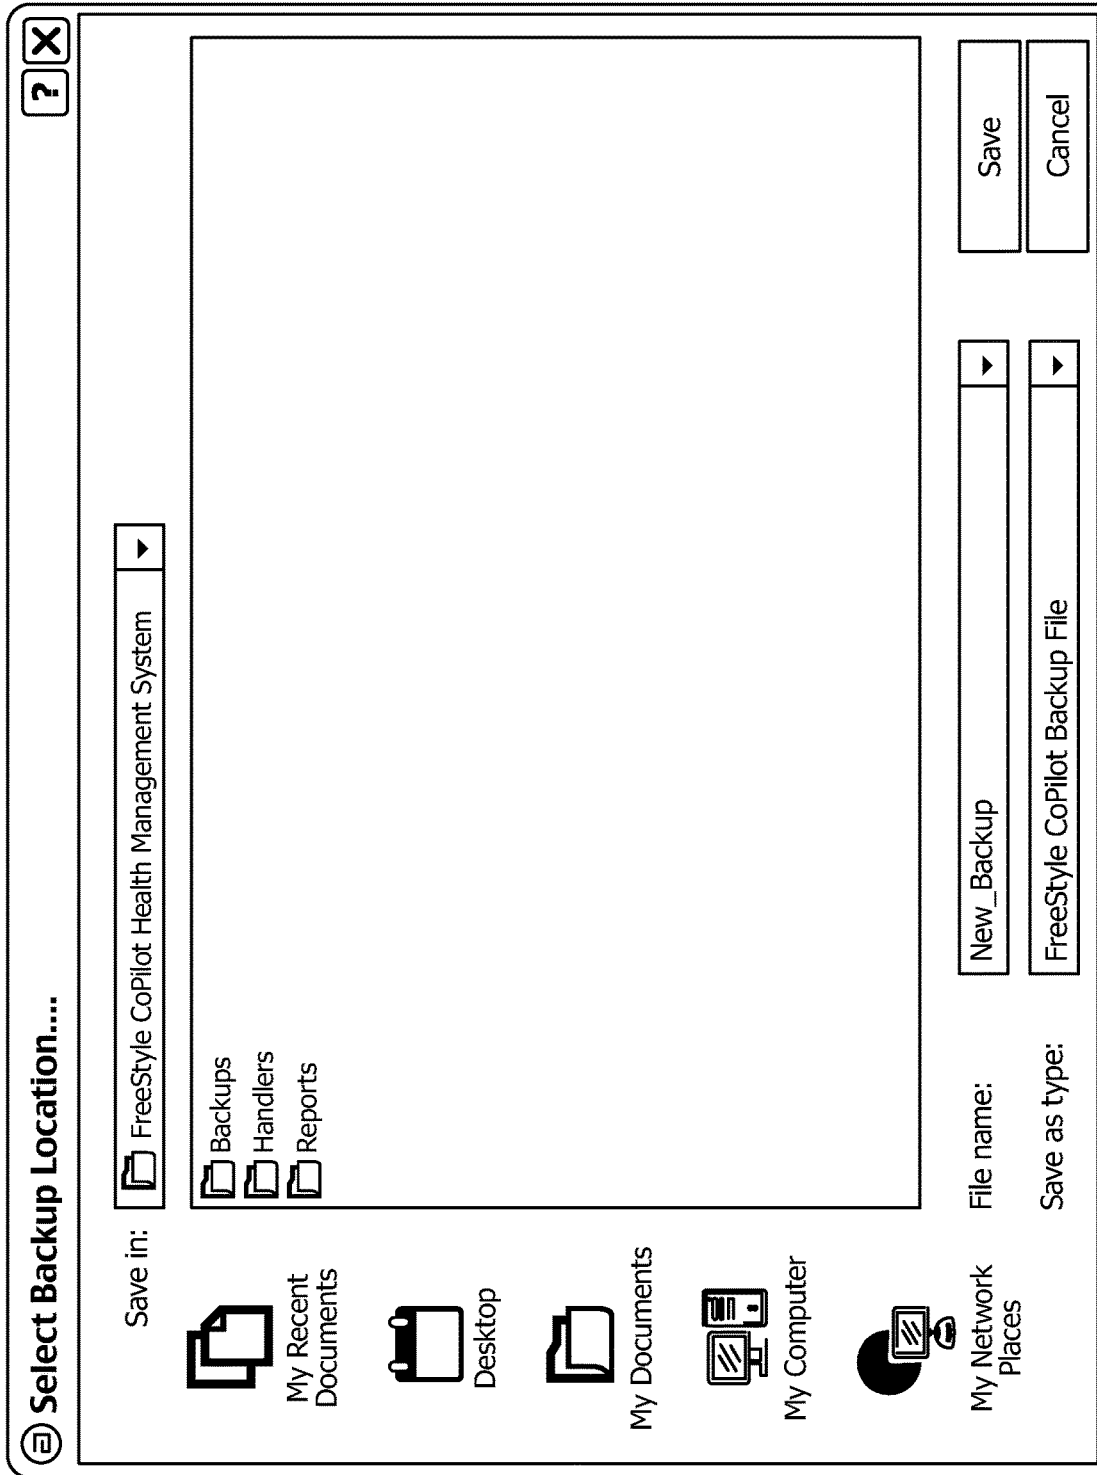 Select Backup Location....
?
X
Save in:
FreeStyle CoPilot Health Management System
My Recent
Documents
Desktop
My Documents
My Computer
My Network
Places
Backups
Handlers
Reports
File name:
New_Backup
Save
Save as type:
FreeStyle CoPilot Backup File
Cancel